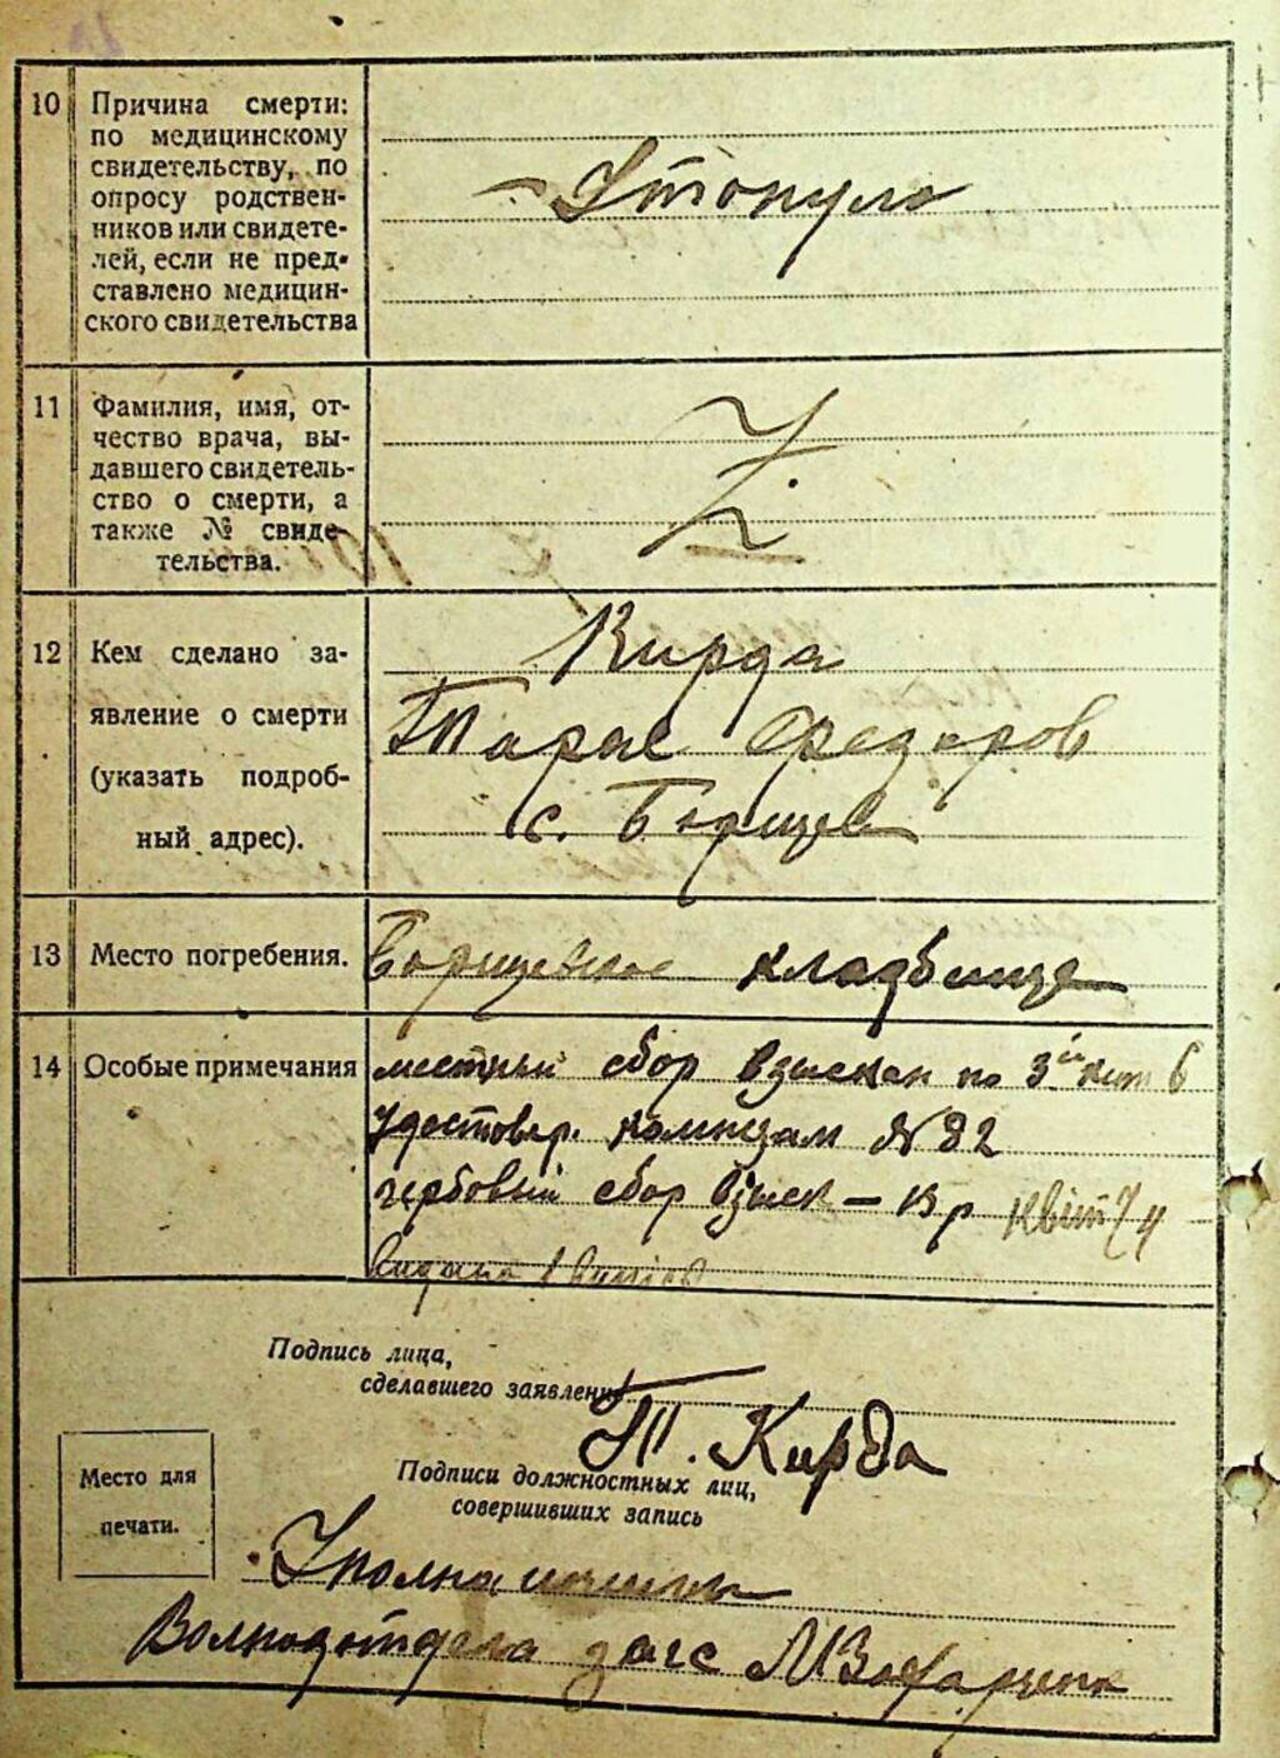 10 Причина смерти:
по медицинскому
свидетельству, по
опросу родствен-
ников или свидете-
лей, если не пред-
ставлено медицин-
ского свидетельства
11 Фамилия, имя, от-
чество врача, вы-
давшего свидетель-
ство о смерти, а
также № свиде-
тельства.
12 Кем сделано за-
явление о смерти
(указать подроб-
ный адрес).
Кирда
Тарас Федоров
с. Борщев
13 Место погребения.
кладбище
14 Особые примечания
местный сбор взыскан по
удостовер. № 82
гербовый сбор взыск —
Подпись лица,
сделавшего заявление
Т. Кирда
Место для
печати.
Подписи должностных лиц,
совершивших запись
загс